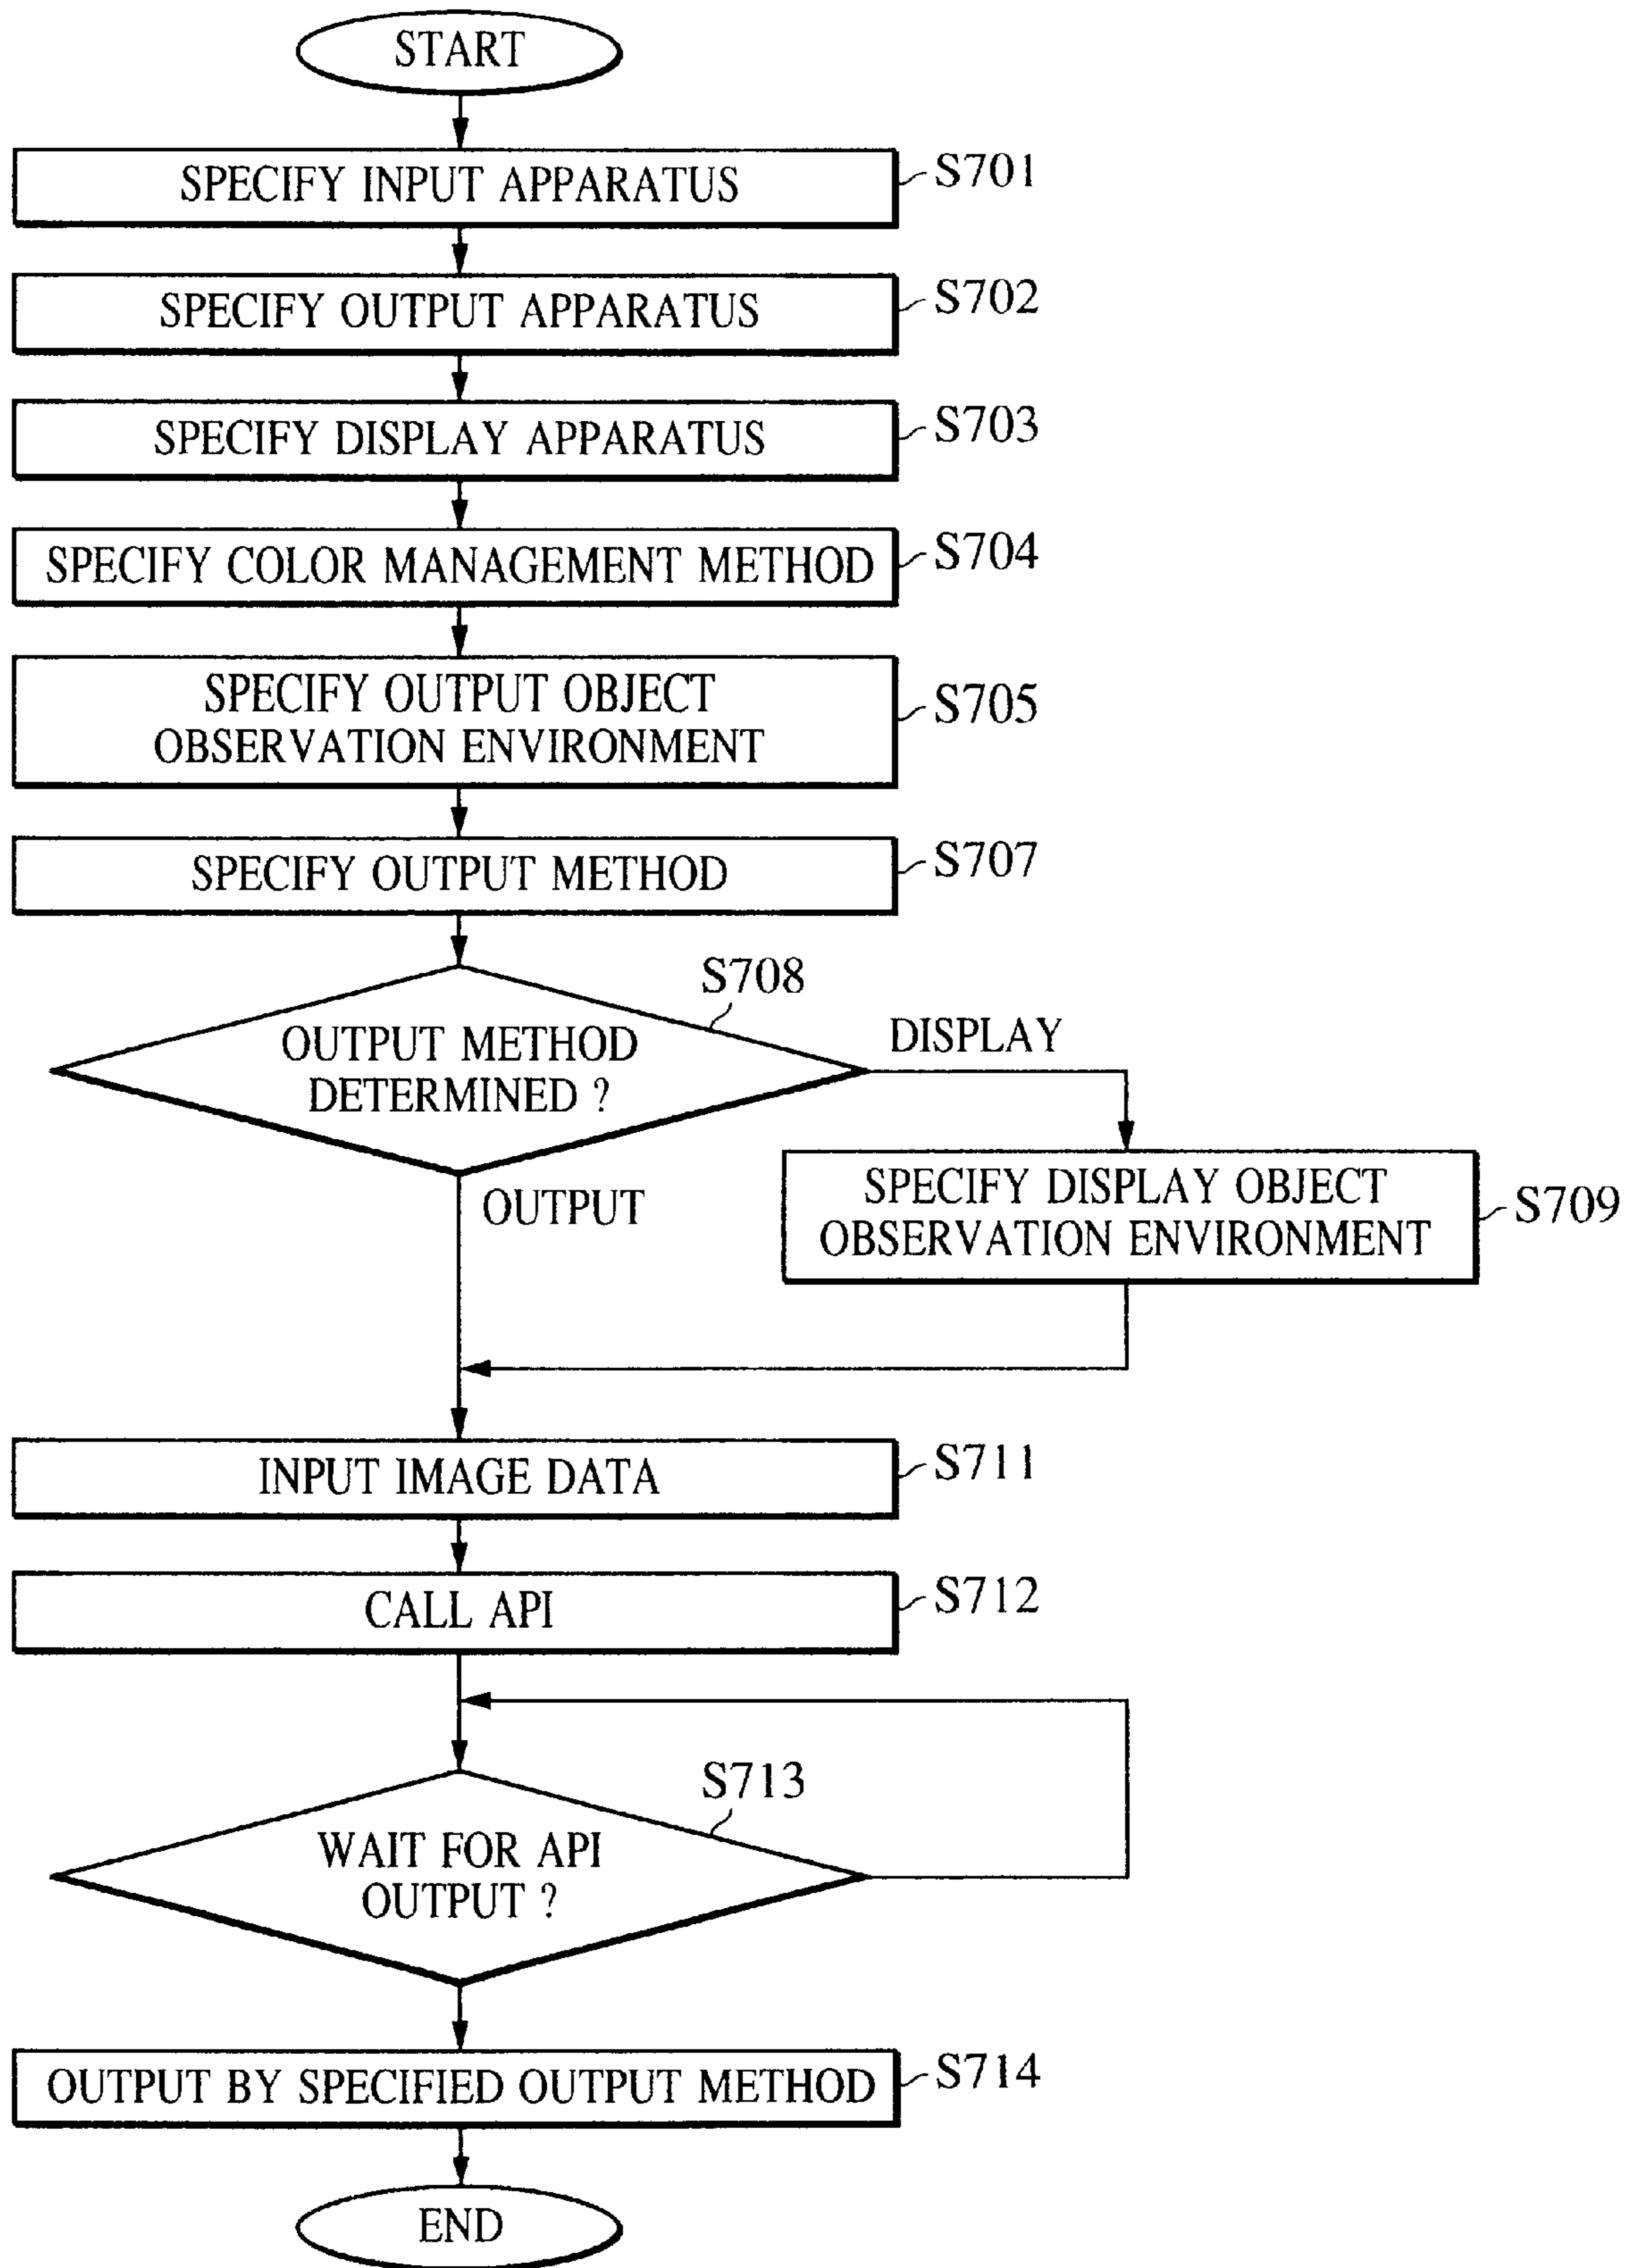 START
SPECIFY INPUT APPARATUS
S701
SPECIFY OUTPUT APPARATUS
S702
SPECIFY DISPLAY APPARATUS
S703
SPECIFY COLOR MANAGEMENT METHOD
S704
SPECIFY OUTPUT OBJECT
OBSERVATION ENVIRONMENT
S705
SPECIFY OUTPUT METHOD
S707
S708
OUTPUT METHOD
DETERMINED ?
DISPLAY
OUTPUT
SPECIFY DISPLAY OBJECT
OBSERVATION ENVIRONMENT
S709
INPUT IMAGE DATA
S711
CALL API
S712
S713
WAIT FOR API
OUTPUT ?
OUTPUT BY SPECIFIED OUTPUT METHOD
S714
END